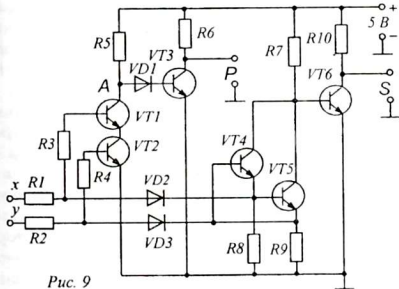 R5
R6
R7
R10
+
5 В
−
VT3
VD1
P
A
VT6
S
VT1
R3
VT2
VT4
R4
VT5
x
R1
VD2
y
R2
VD3
R8
R9
Рис. 9